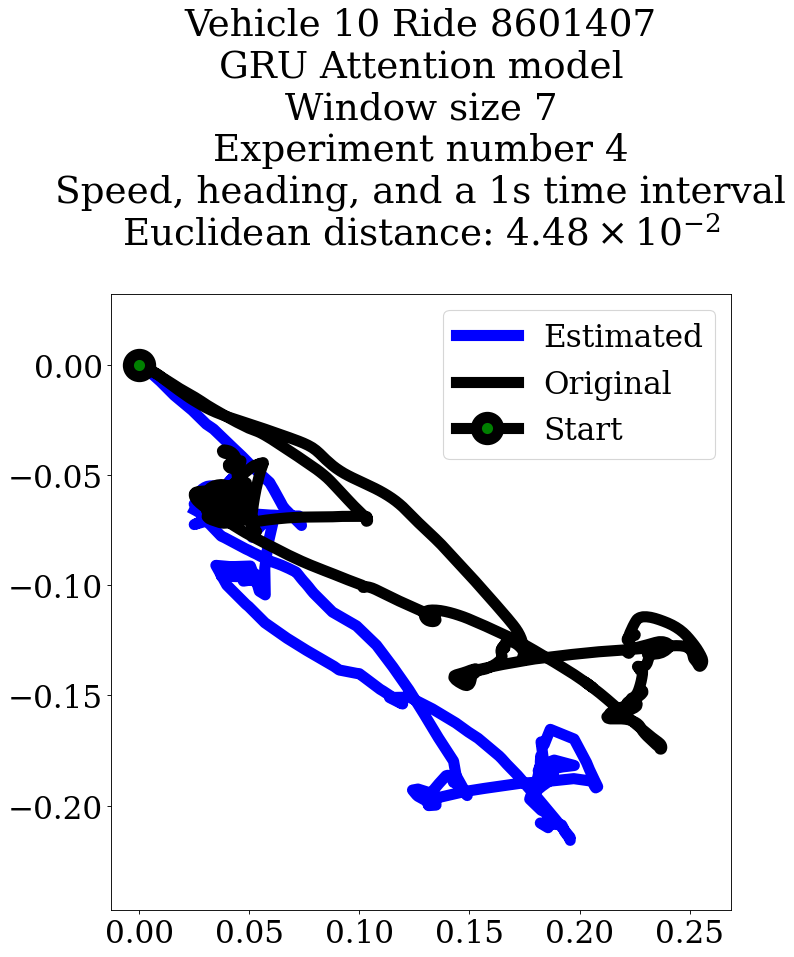 Vehicle 10 Ride 8601407
GRU Attention model
Window size 7
Experiment number 4
Speed, heading, and a 1s time interval
Euclidean distance: 4.48 × 10⁻²
Estimated
Original
Start
0.00
−0.05
−0.10
−0.15
−0.20
0.00 0.05 0.10 0.15 0.20 0.25